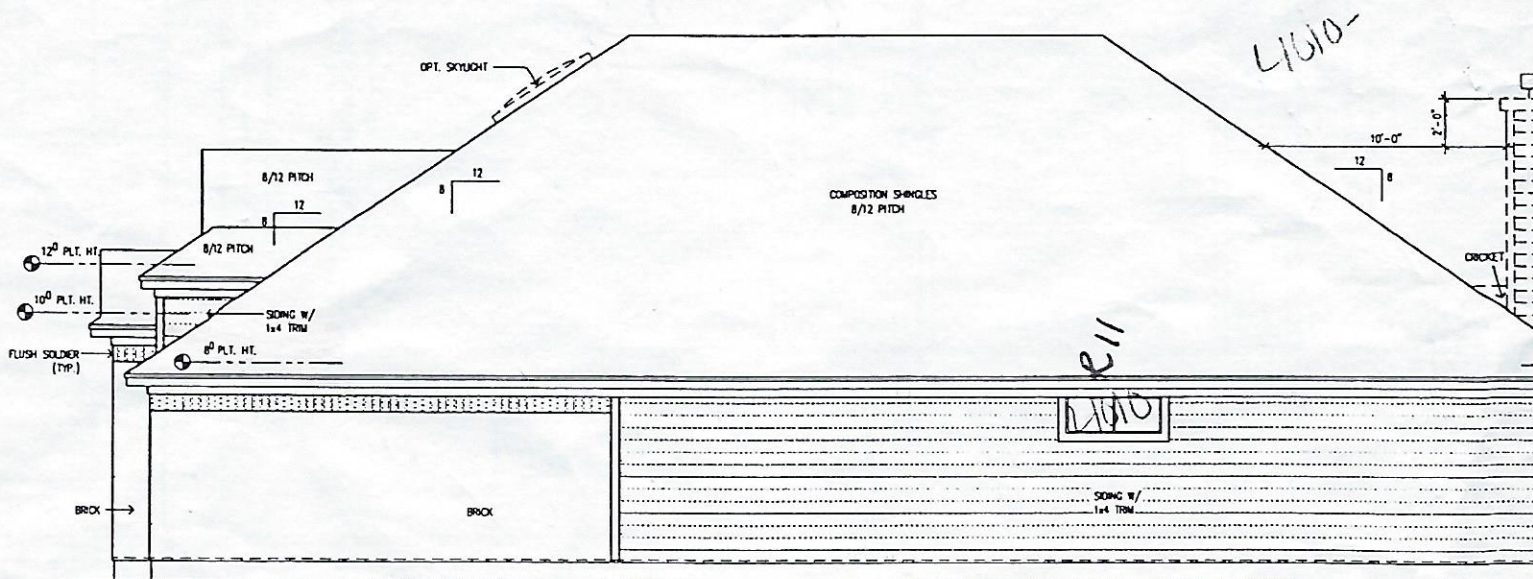 OPT. SKYLIGHT
2'-0"
10'-0"
12
8
8/12 PITCH
12
8
COMPOSITION SHINGLES
8/12 PITCH
12
8
8/12 PITCH
12⁰ PLT. HT.
CRICKET
10⁰ PLT. HT.
SIDING W/
1x4 TRIM
FLUSH SOLDIER
(TYP.)
8⁰ PLT. HT.
R11
BRICK
BRICK
SIDING W/
1x4 TRIM